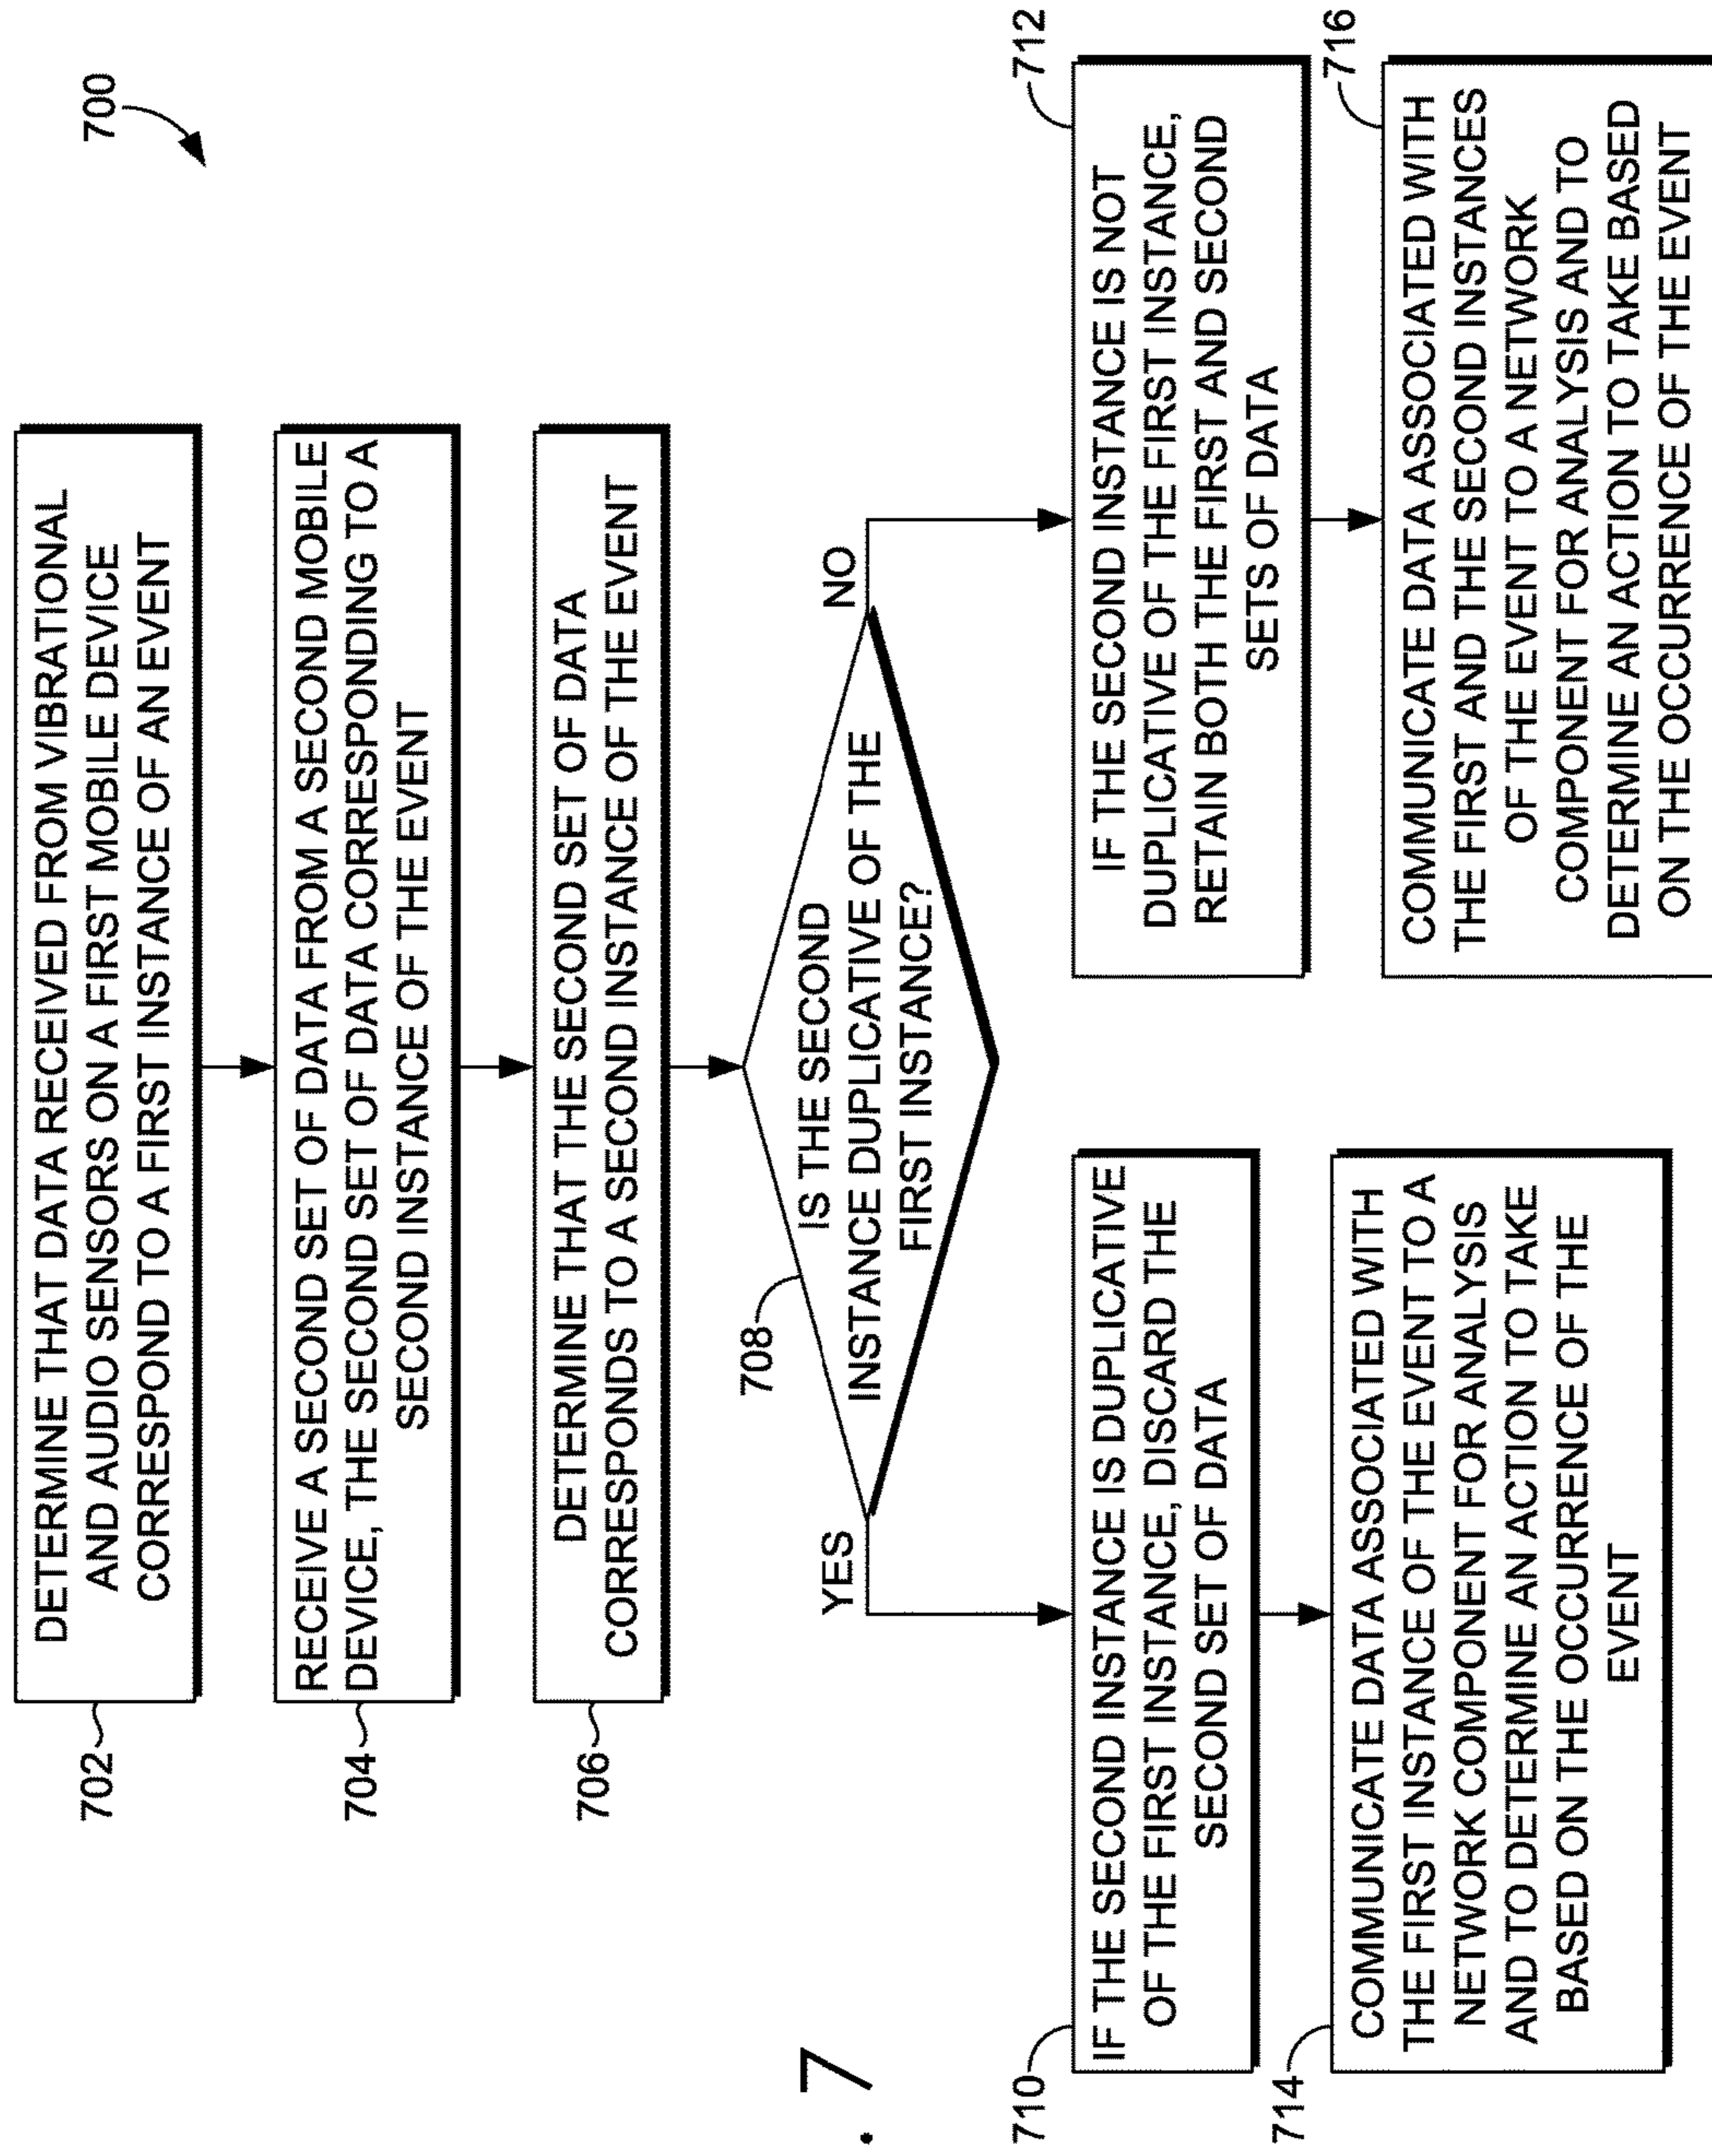 700
702
DETERMINE THAT DATA RECEIVED FROM VIBRATIONAL
AND AUDIO SENSORS ON A FIRST MOBILE DEVICE
CORRESPOND TO A FIRST INSTANCE OF AN EVENT
704
RECEIVE A SECOND SET OF DATA FROM A SECOND MOBILE
DEVICE, THE SECOND SET OF DATA CORRESPONDING TO A
SECOND INSTANCE OF THE EVENT
706
DETERMINE THAT THE SECOND SET OF DATA
CORRESPONDS TO A SECOND INSTANCE OF THE EVENT
708
IS THE SECOND
INSTANCE DUPLICATIVE OF THE
FIRST INSTANCE?
YES
NO
710
IF THE SECOND INSTANCE IS DUPLICATIVE
OF THE FIRST INSTANCE, DISCARD THE
SECOND SET OF DATA
712
IF THE SECOND INSTANCE IS NOT
DUPLICATIVE OF THE FIRST INSTANCE,
RETAIN BOTH THE FIRST AND SECOND
SETS OF DATA
714
COMMUNICATE DATA ASSOCIATED WITH
THE FIRST INSTANCE OF THE EVENT TO A
NETWORK COMPONENT FOR ANALYSIS
AND TO DETERMINE AN ACTION TO TAKE
BASED ON THE OCCURRENCE OF THE
EVENT
716
COMMUNICATE DATA ASSOCIATED WITH
THE FIRST AND THE SECOND INSTANCES
OF THE EVENT TO A NETWORK
COMPONENT FOR ANALYSIS AND TO
DETERMINE AN ACTION TO TAKE BASED
ON THE OCCURRENCE OF THE EVENT
. 7